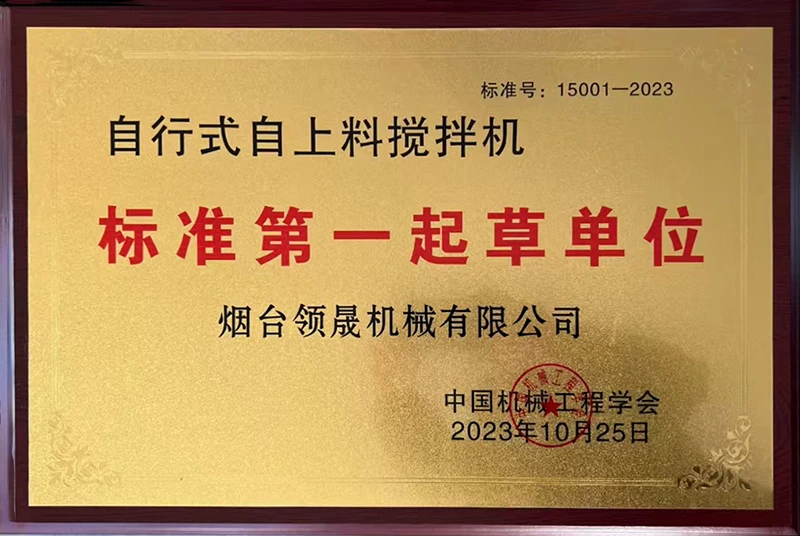 标准号：15001—2023
自行式自上料搅拌机
标准第一起草单位
烟台领晟机械有限公司
中国机械工程学会
2023年10月25日